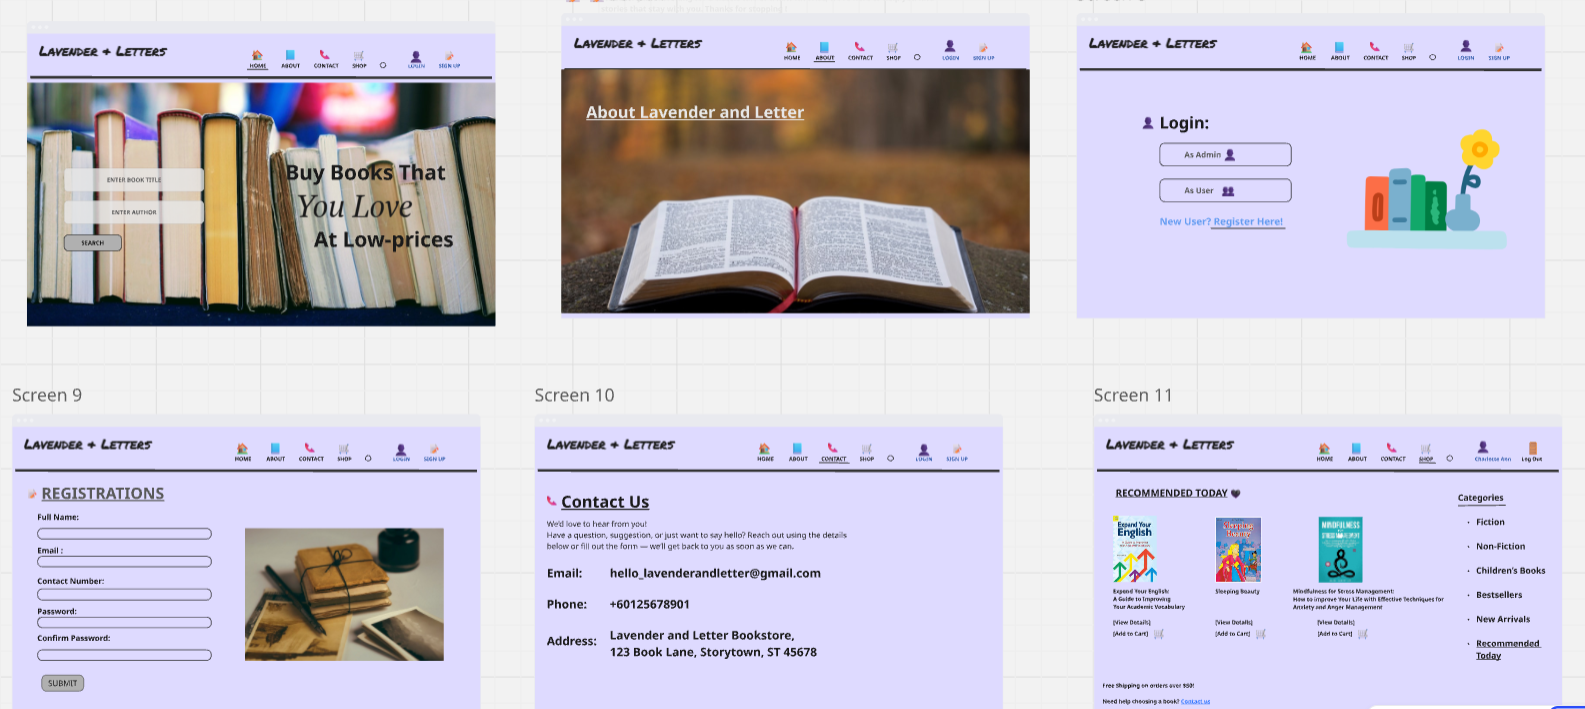 stories that stay with you. Thanks for stopping!
LAVENDER & LETTERS
HOME ABOUT CONTACT SHOP LOGIN SIGN UP
ENTER BOOK TITLE
ENTER AUTHOR
SEARCH
Buy Books That
You Love
At Low-prices
LAVENDER & LETTERS
HOME ABOUT CONTACT SHOP LOGIN SIGN UP
About Lavender and Letter
LAVENDER & LETTERS
HOME ABOUT CONTACT SHOP LOGIN SIGN UP
Login:
As Admin
As User
New User? Register Here!
Screen 9
LAVENDER & LETTERS
HOME ABOUT CONTACT SHOP LOGIN SIGN UP
REGISTRATIONS
Full Name:
Email :
Contact Number:
Password:
Confirm Password:
SUBMIT
Screen 10
LAVENDER & LETTERS
HOME ABOUT CONTACT SHOP LOGIN SIGN UP
Contact Us
We'd love to hear from you!
Have a question, suggestion, or just want to say hello? Reach out using the details
below or fill out the form — we'll get back to you as soon as we can.
Email: hello_lavenderandletter@gmail.com
Phone: +60125678901
Address: Lavender and Letter Bookstore,
123 Book Lane, Storytown, ST 45678
Screen 11
LAVENDER & LETTERS
HOME ABOUT CONTACT SHOP Charlotte Ann Log Out
RECOMMENDED TODAY
Expand Your
English
Sleeping
Beauty
MINDFULNESS
Expand Your English:
A Guide to Improving
Your Academic Vocabulary
[View Details]
[Add to Cart]
Sleeping Beauty
[View Details]
[Add to Cart]
Mindfulness for Stress Management:
How to Improve Your Life with Effective Techniques for
Anxiety and Anger Management
[View Details]
[Add to Cart]
Categories
· Fiction
· Non-Fiction
· Children's Books
· Bestsellers
· New Arrivals
· Recommended
Today
Free Shipping on orders over $50!
Need help choosing a book? Contact us